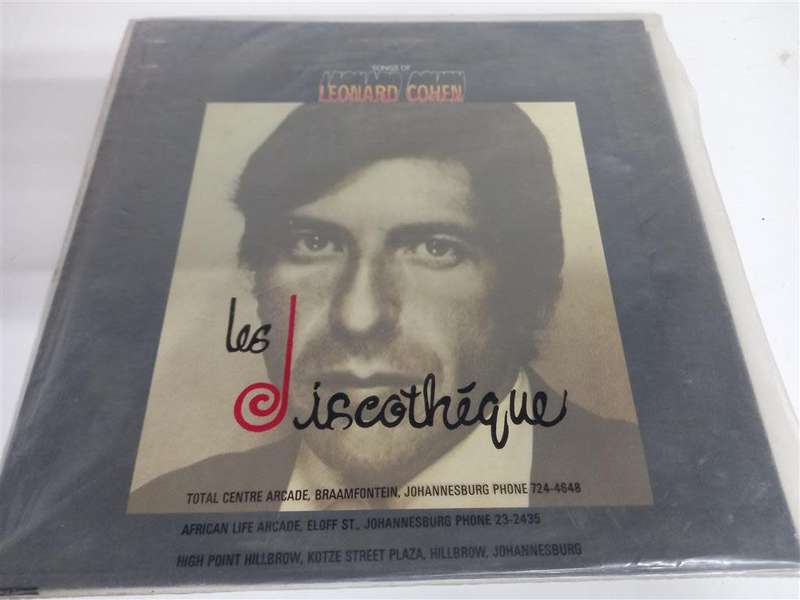 SONGS OF
LEONARD COHEN
les
discothéque
TOTAL CENTRE ARCADE, BRAAMFONTEIN, JOHANNESBURG PHONE 724-4648
AFRICAN LIFE ARCADE, ELOFF ST., JOHANNESBURG PHONE 23-2435
HIGH POINT HILLBROW, KOTZE STREET PLAZA, HILLBROW, JOHANNESBURG